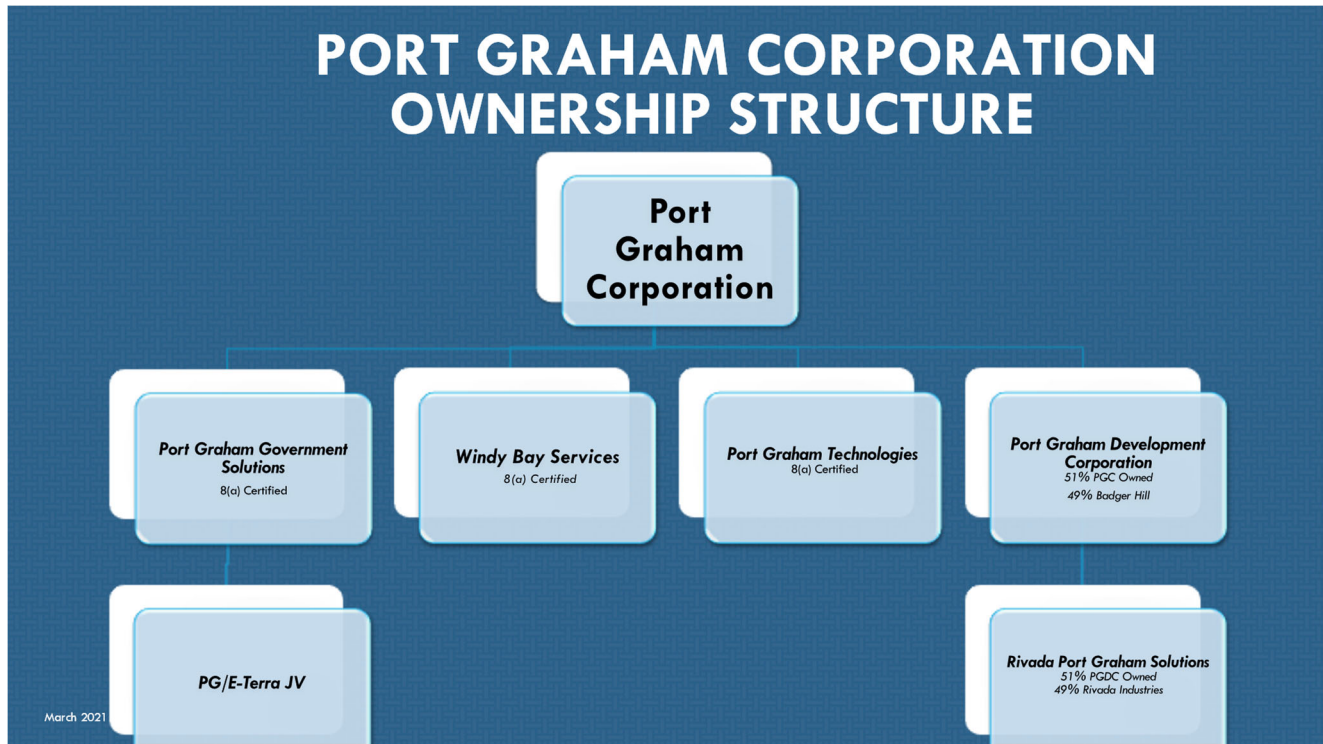 PORT GRAHAM CORPORATION
OWNERSHIP STRUCTURE
Port
Graham
Corporation
Port Graham Government
Solutions
8(a) Certified
Windy Bay Services
8(a) Certified
Port Graham Technologies
8(a) Certified
Port Graham Development
Corporation
51% PGC Owned
49% Badger Hill
PG/E-Terra JV
Rivada Port Graham Solutions
51% PGDC Owned
49% Rivada Industries
March 2021